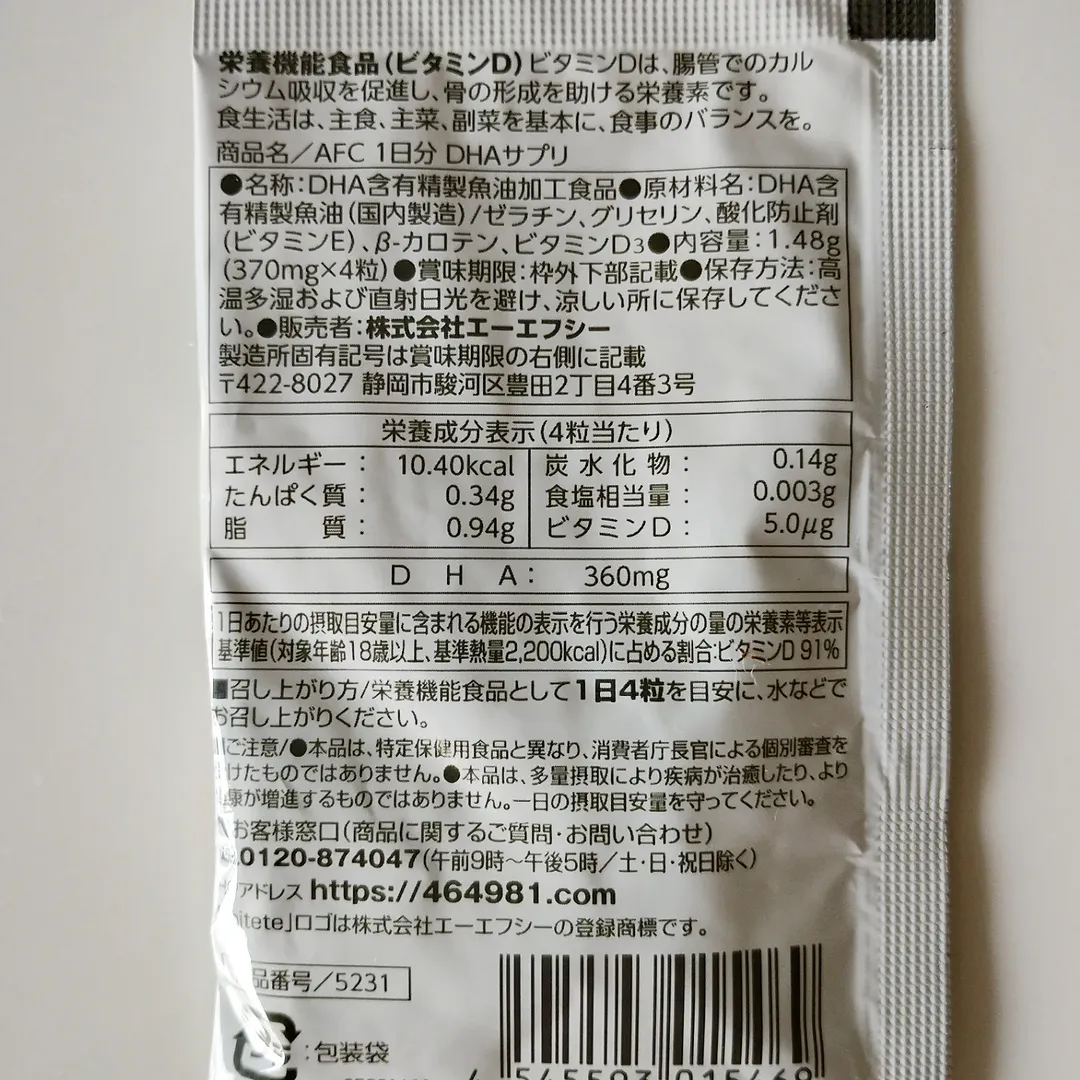 栄養機能食品(ビタミンD) ビタミンDは、腸管でのカル
シウム吸収を促進し、骨の形成を助ける栄養素です。
食生活は、主食、主菜、副菜を基本に、食事のバランスを。
商品名／AFC 1日分 DHAサプリ
●名称：DHA含有精製魚油加工食品●原材料名：DHA含
有精製魚油(国内製造)/ゼラチン、グリセリン、酸化防止剤
(ビタミンE)、β-カロテン、ビタミンD3●内容量：1.48g
(370mg×4粒)●賞味期限：枠外下部記載●保存方法：高
温多湿および直射日光を避け、涼しい所に保存してくださ
い。●販売者：株式会社エーエフシー
製造所固有記号は賞味期限の右側に記載
〒422-8027 静岡市駿河区豊田2丁目4番3号
栄養成分表示(4粒当たり)
エネルギー： 10.40kcal 炭水化物： 0.14g
たんぱく質： 0.34g 食塩相当量： 0.003g
脂質： 0.94g ビタミンD： 5.0μg
DHA： 360mg
1日あたりの摂取目安量に含まれる機能の表示を行う栄養成分の量の栄養素等表示
基準値(対象年齢18歳以上、基準熱量2,200kcal)に占める割合：ビタミンD 91%
■召し上がり方/栄養機能食品として1日4粒を目安に、水などで
お召し上がりください。
ご注意/●本品は、特定保健用食品と異なり、消費者庁長官による個別審査を
けたものではありません。●本品は、多量摂取により疾病が治癒したり、より
康が増進するものではありません。一日の摂取目安量を守ってください。
お客様窓口(商品に関するご質問・お問い合わせ)
0120-874047(午前9時〜午後5時／土・日・祝日除く)
アドレス https://464981.com
itete」ロゴは株式会社エーエフシーの登録商標です。
品番号／5231
：包装袋
4 545593 015469